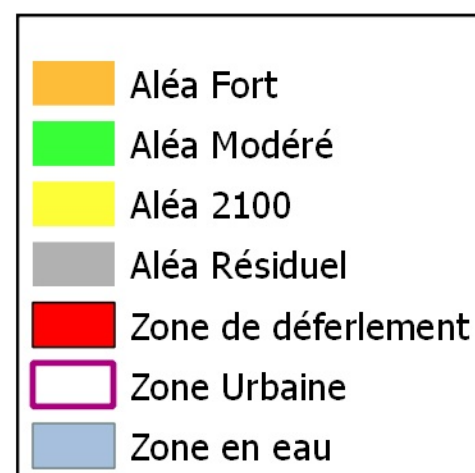 Aléa Fort
Aléa Modéré
Aléa 2100
Aléa Résiduel
Zone de déferlement
Zone Urbaine
Zone en eau